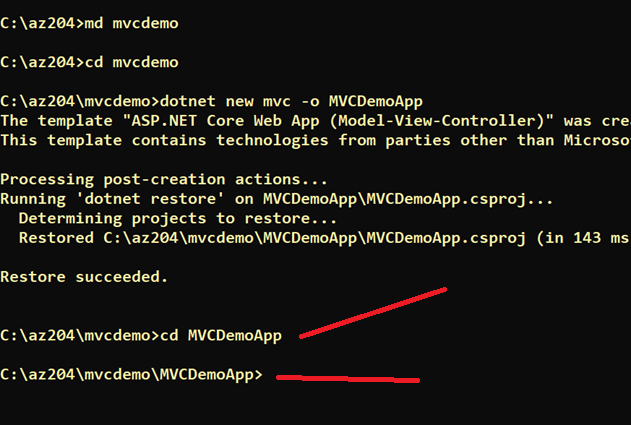 C:\az204>md mvcdemo
C:\az204>cd mvcdemo
C:\az204\mvcdemo>dotnet new mvc -o MVCDemoApp
The template "ASP.NET Core Web App (Model-View-Controller)" was cre
This template contains technologies from parties other than Microso
Processing post-creation actions...
Running 'dotnet restore' on MVCDemoApp\MVCDemoApp.csproj...
  Determining projects to restore...
  Restored C:\az204\mvcdemo\MVCDemoApp\MVCDemoApp.csproj (in 143 ms
Restore succeeded.
C:\az204\mvcdemo>cd MVCDemoApp
C:\az204\mvcdemo\MVCDemoApp>